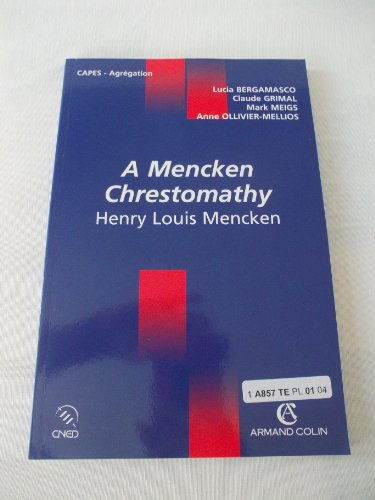 CAPES - Agrégation
Lucia BERGAMASCO
Claude GRIMAL
Mark MEIGS
Anne OLLIVIER-MELLIOS
A Mencken
Chrestomathy
Henry Louis Mencken
1 A857 TE PL 01 04
CNED
ARMAND COLIN